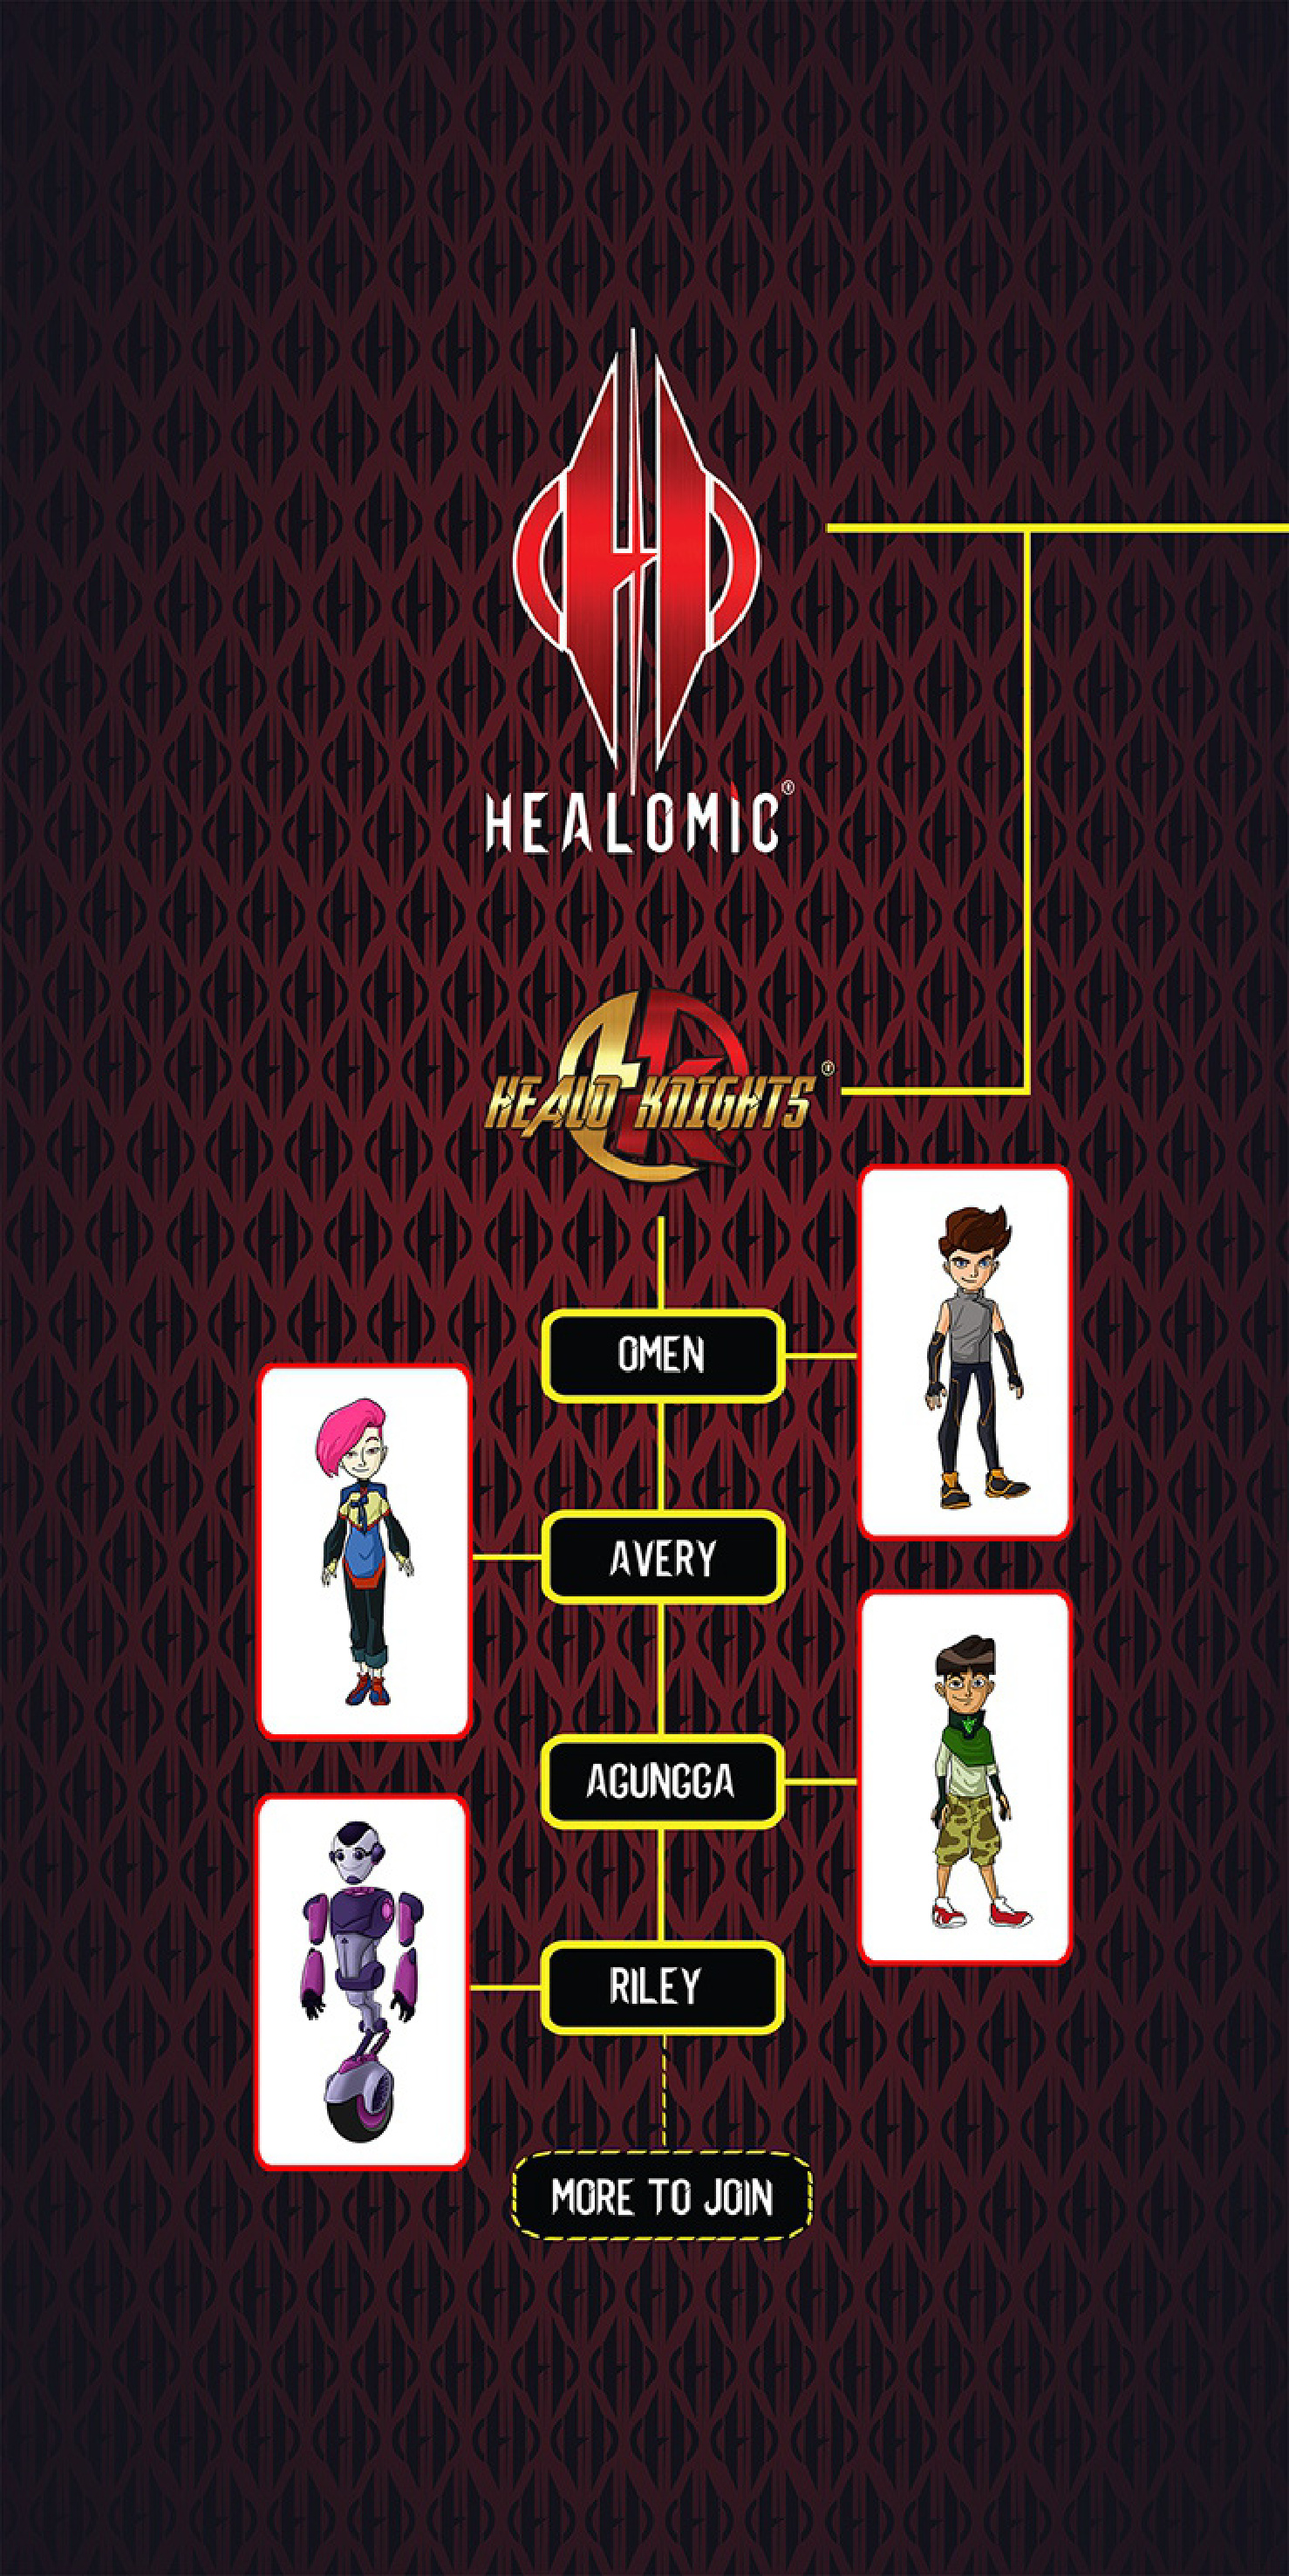 HEALOMIC®
HEALO KNIGHTS®
OMEN
AVERY
AGUNGGA
RILEY
MORE TO JOIN